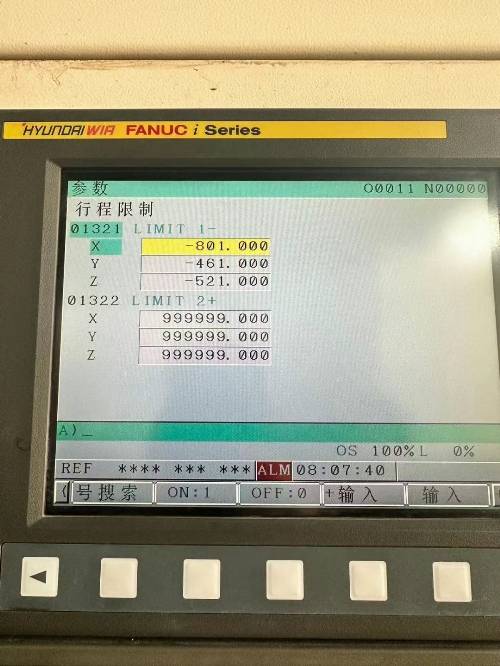 HYUNDAI WIA FANUC i Series
参数 O0011 N00000
行程限制
01321 LIMIT 1-
X -801.000
Y -461.000
Z -521.000
01322 LIMIT 2+
X 999999.000
Y 999999.000
Z 999999.000
A)_
OS 100% L 0%
REF **** *** *** ALM 08:07:40
号搜索 ON:1 OFF:0 +输入 输入